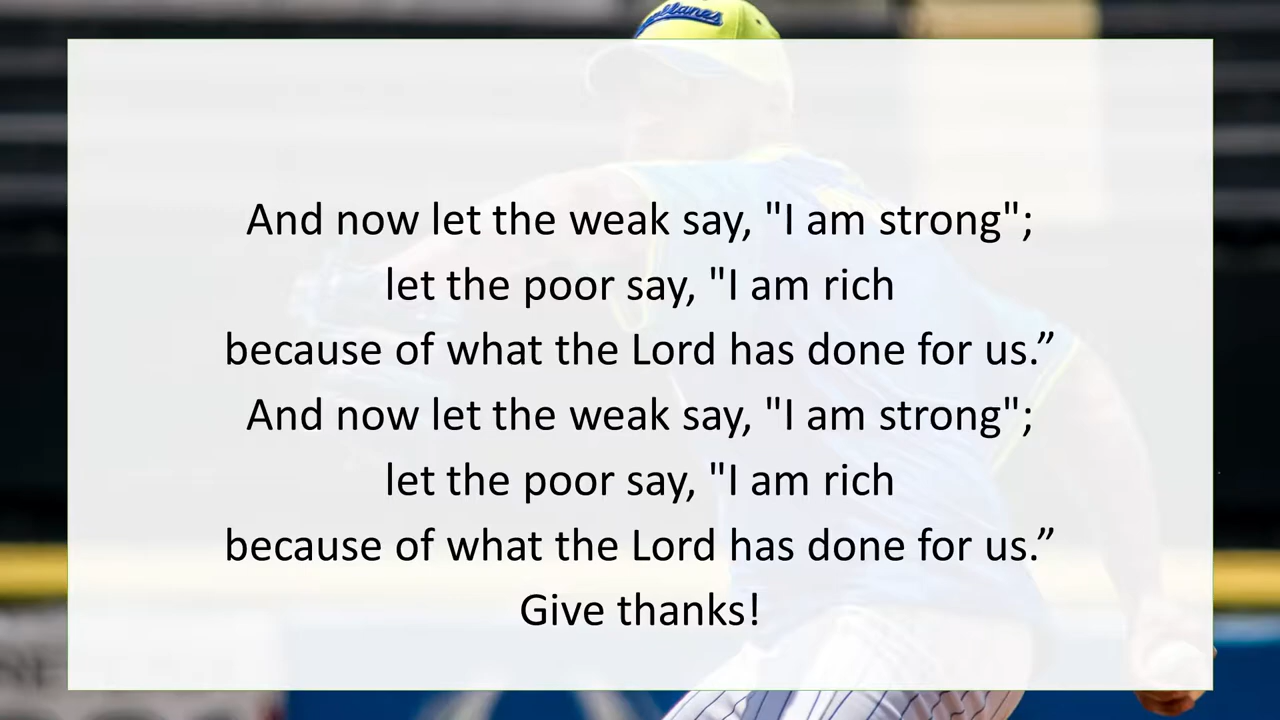 And now let the weak say, "I am strong";
let the poor say, "I am rich
because of what the Lord has done for us.”
And now let the weak say, "I am strong";
let the poor say, "I am rich
because of what the Lord has done for us.”
Give thanks!